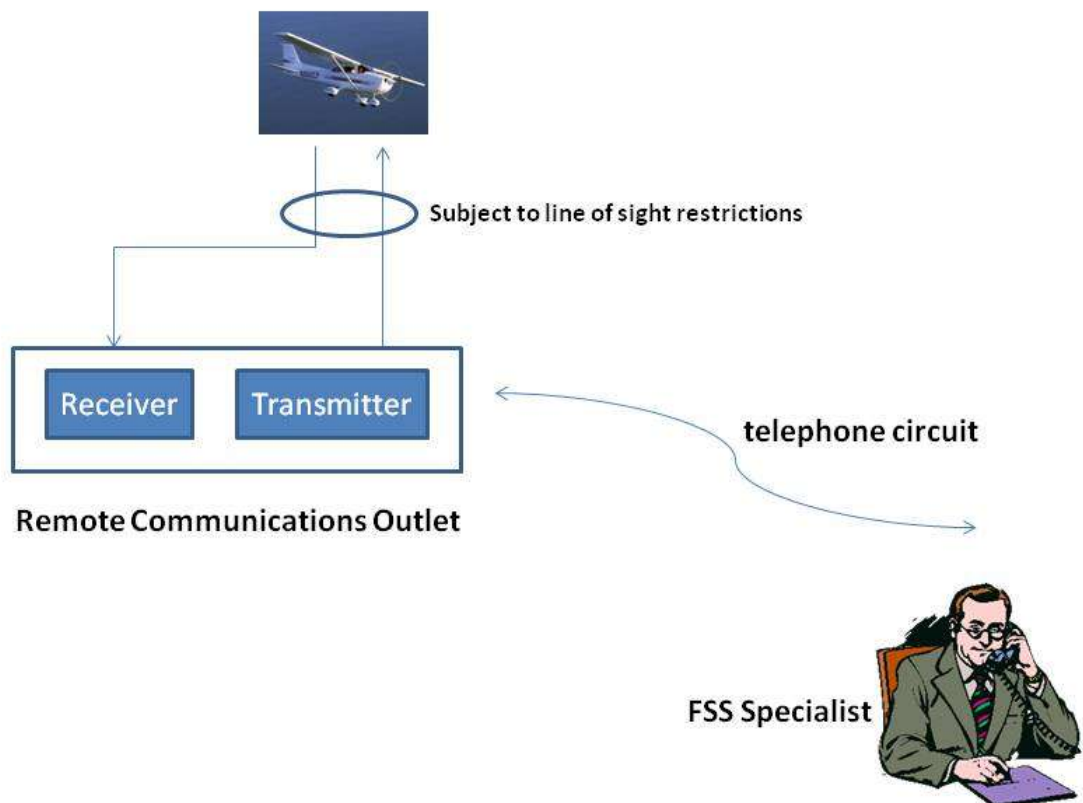 Subject to line of sight restrictions
Receiver
Transmitter
telephone circuit
Remote Communications Outlet
FSS Specialist